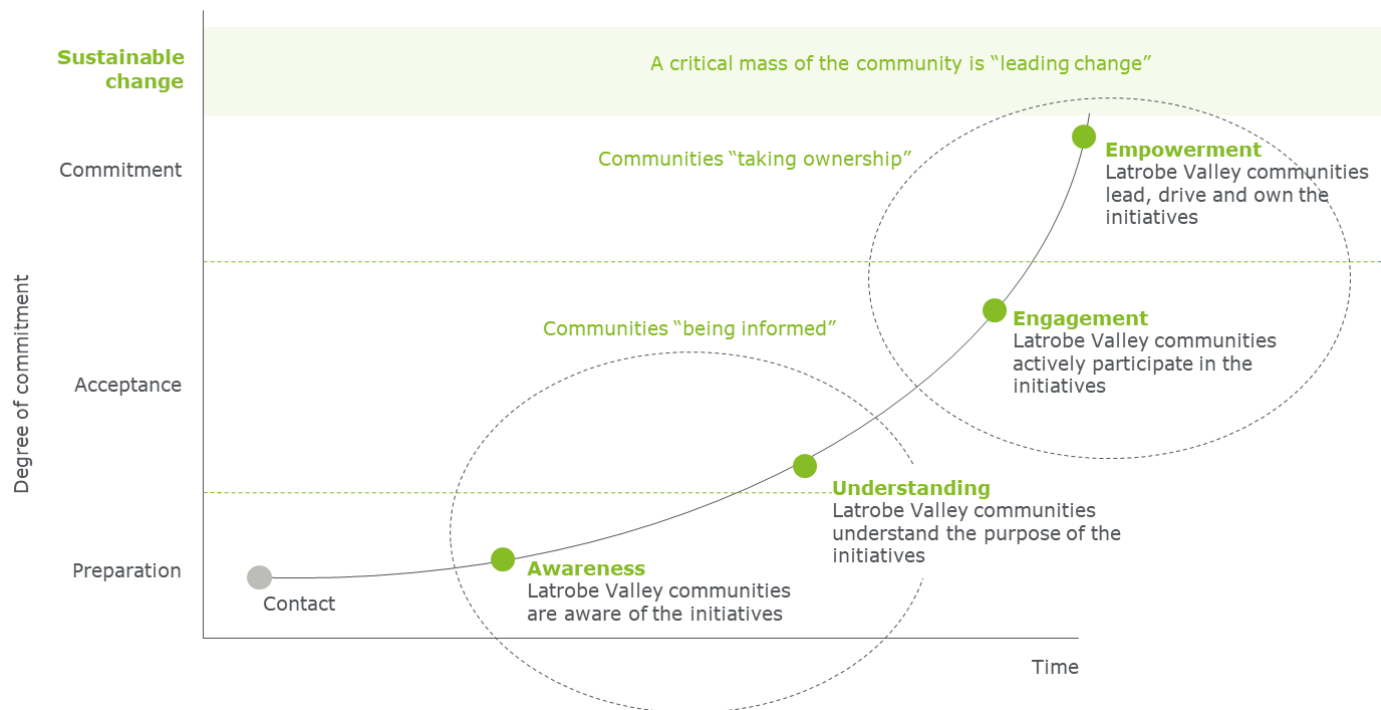 Sustainable
change
A critical mass of the community is “leading change”
Commitment
Communities “taking ownership”
Empowerment
Latrobe Valley communities
lead, drive and own the
initiatives
Degree of commitment
Communities “being informed”
Engagement
Latrobe Valley communities
actively participate in the
initiatives
Acceptance
Understanding
Latrobe Valley communities
understand the purpose of the
initiatives
Preparation
Awareness
Latrobe Valley communities
are aware of the initiatives
Contact
Time